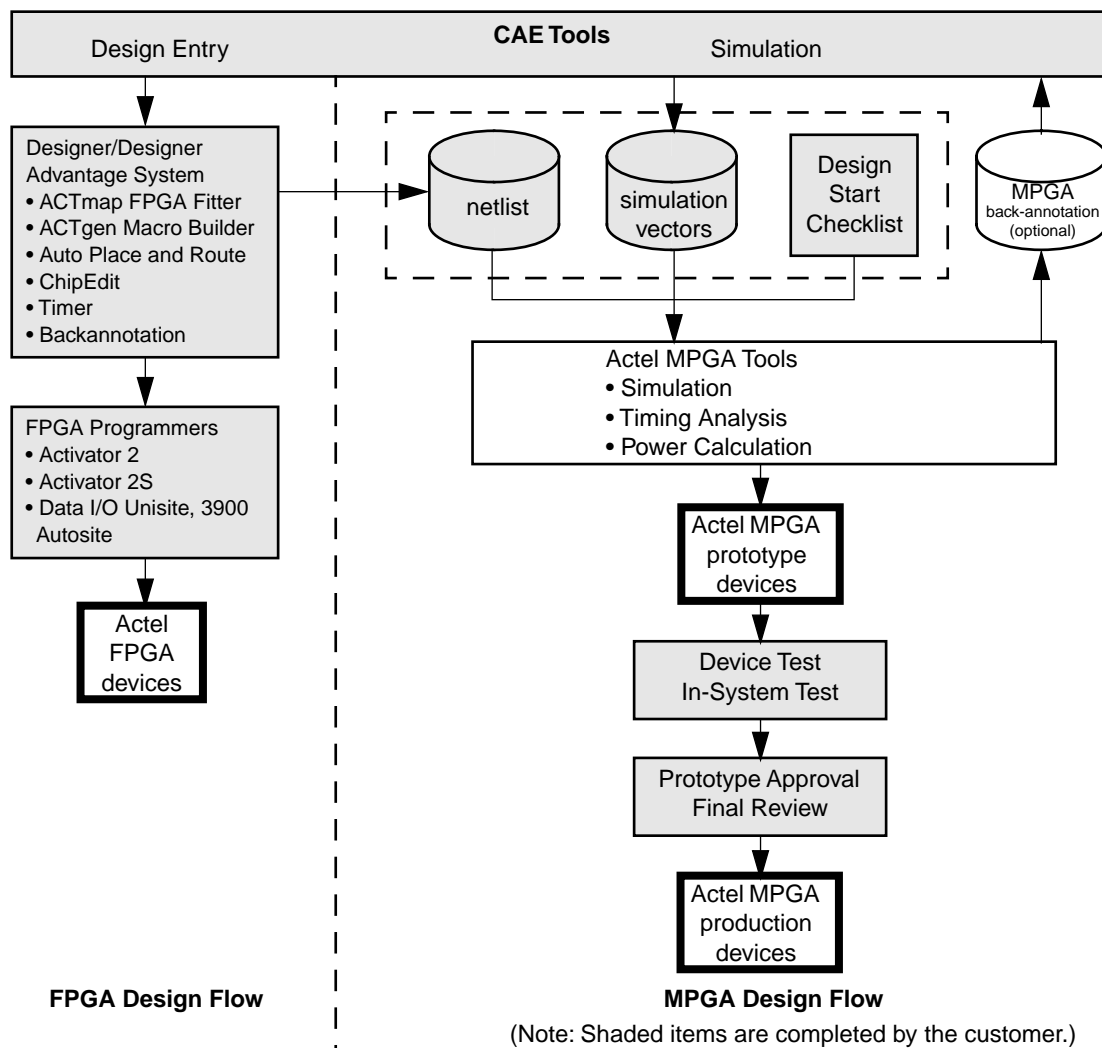 CAE Tools
Design Entry
Simulation
Designer/Designer
Advantage System
• ACTmap FPGA Fitter
• ACTgen Macro Builder
• Auto Place and Route
• ChipEdit
• Timer
• Backannotation
FPGA Programmers
• Activator 2
• Activator 2S
• Data I/O Unisite, 3900
Autosite
Actel
FPGA
devices
FPGA Design Flow
netlist
simulation
vectors
Design
Start
Checklist
MPGA
back-annotation
(optional)
Actel MPGA Tools
• Simulation
• Timing Analysis
• Power Calculation
Actel MPGA
prototype
devices
Device Test
In-System Test
Prototype Approval
Final Review
Actel MPGA
production
devices
MPGA Design Flow
(Note: Shaded items are completed by the customer.)